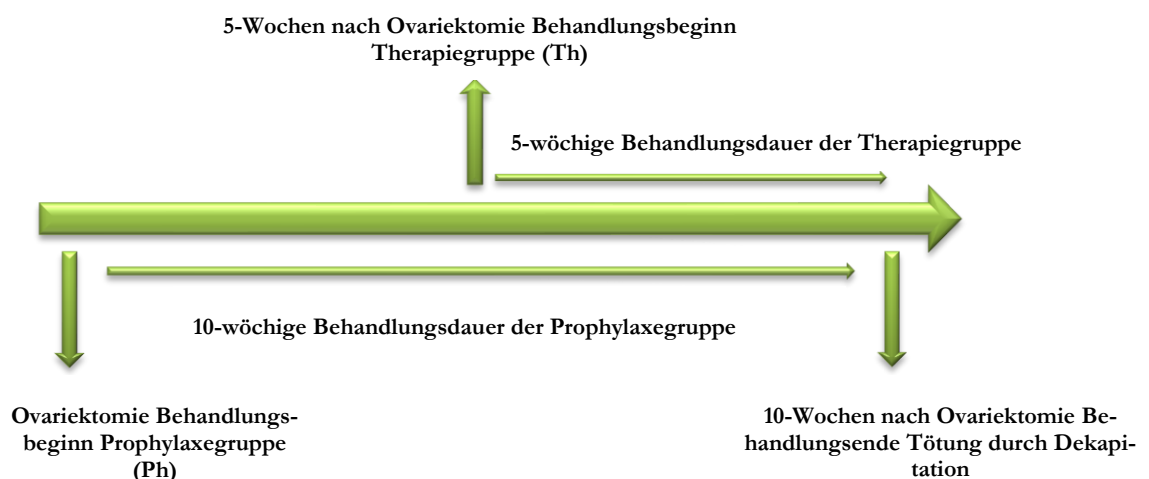 5-Wochen nach Ovariektomie Behandlungsbeginn
Therapiegruppe (Th)
5-wöchige Behandlungsdauer der Therapiegruppe
10-wöchige Behandlungsdauer der Prophylaxegruppe
Ovariektomie Behandlungs-
beginn Prophylaxegruppe
(Ph)
10-Wochen nach Ovariektomie Be-
handlungsende Tötung durch Dekapi-
tation